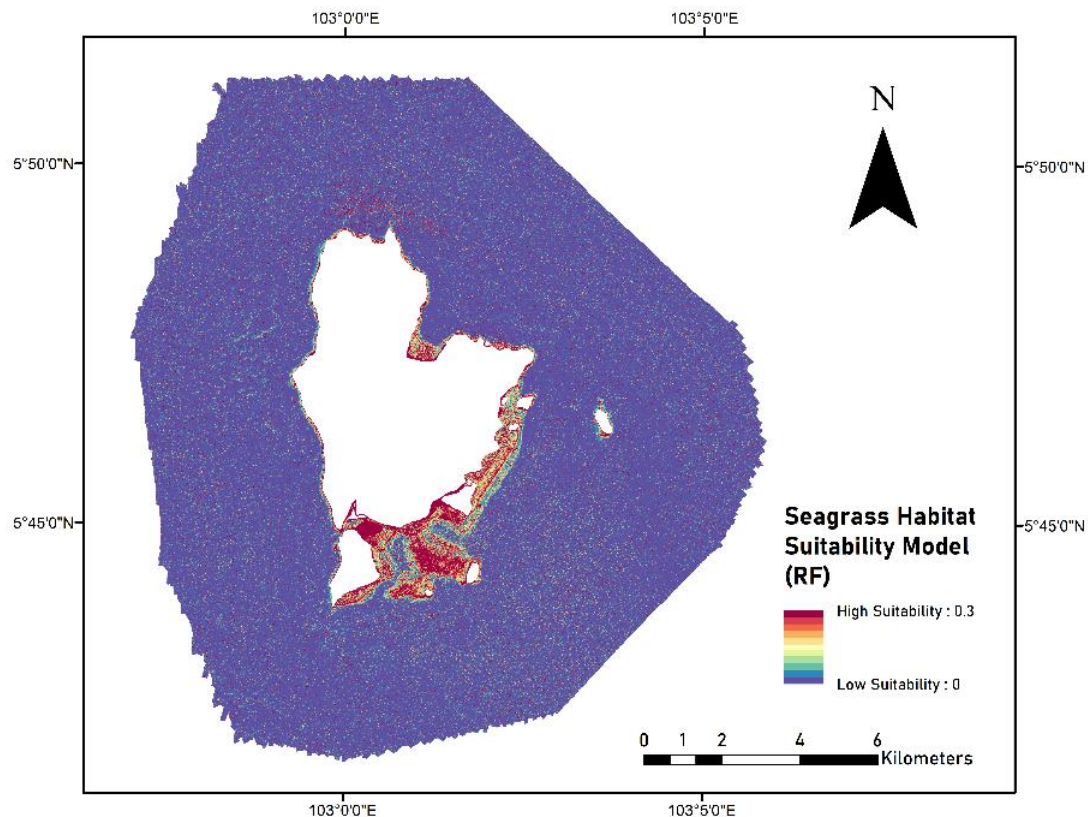 103°0'0"E
103°5'0"E
N
5°50'0"N
5°50'0"N
5°45'0"N
5°45'0"N
Seagrass Habitat
Suitability Model
(RF)
High Suitability : 0.3
Low Suitability : 0
0 1 2 4 6
Kilometers
103°0'0"E
103°5'0"E